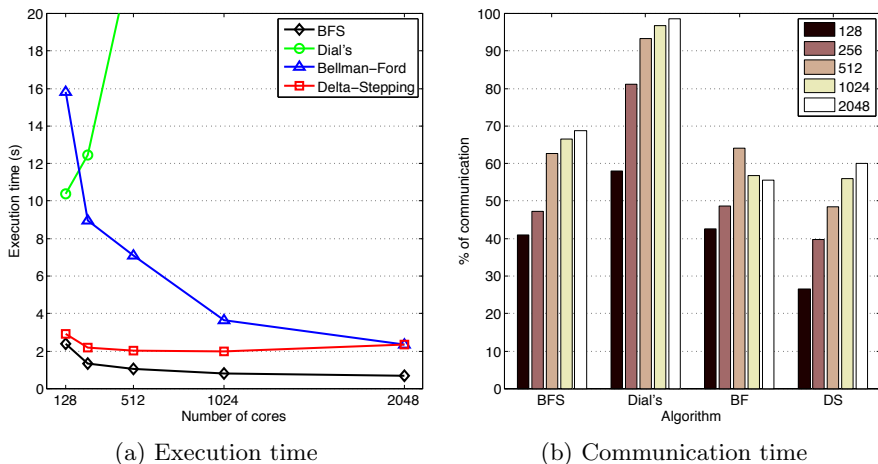 20
18
16
14
12
10
8
6
4
2
0
Execution time (s)
BFS
Dial's
Bellman-Ford
Delta-Stepping
128
512
1024
2048
Number of cores
(a) Execution time
100
90
80
70
60
50
40
30
20
10
0
% of communication
128
256
512
1024
2048
BFS
Dial's
BF
DS
Algorithm
(b) Communication time